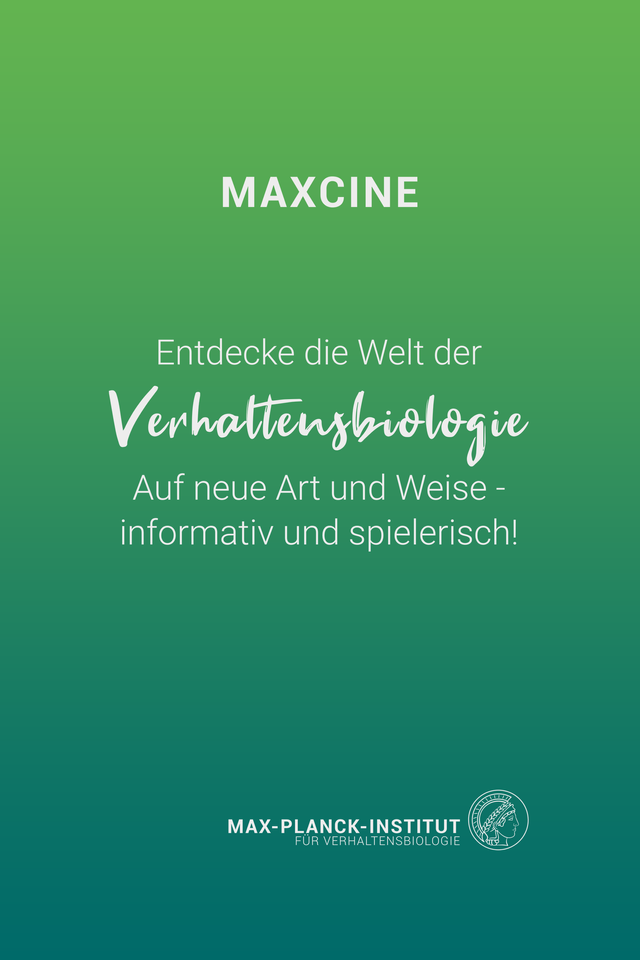 MAXCINE
Entdecke die Welt der
Verhaltensbiologie
Auf neue Art und Weise -
informativ und spielerisch!
MAX-PLANCK-INSTITUT
FÜR VERHALTENSBIOLOGIE